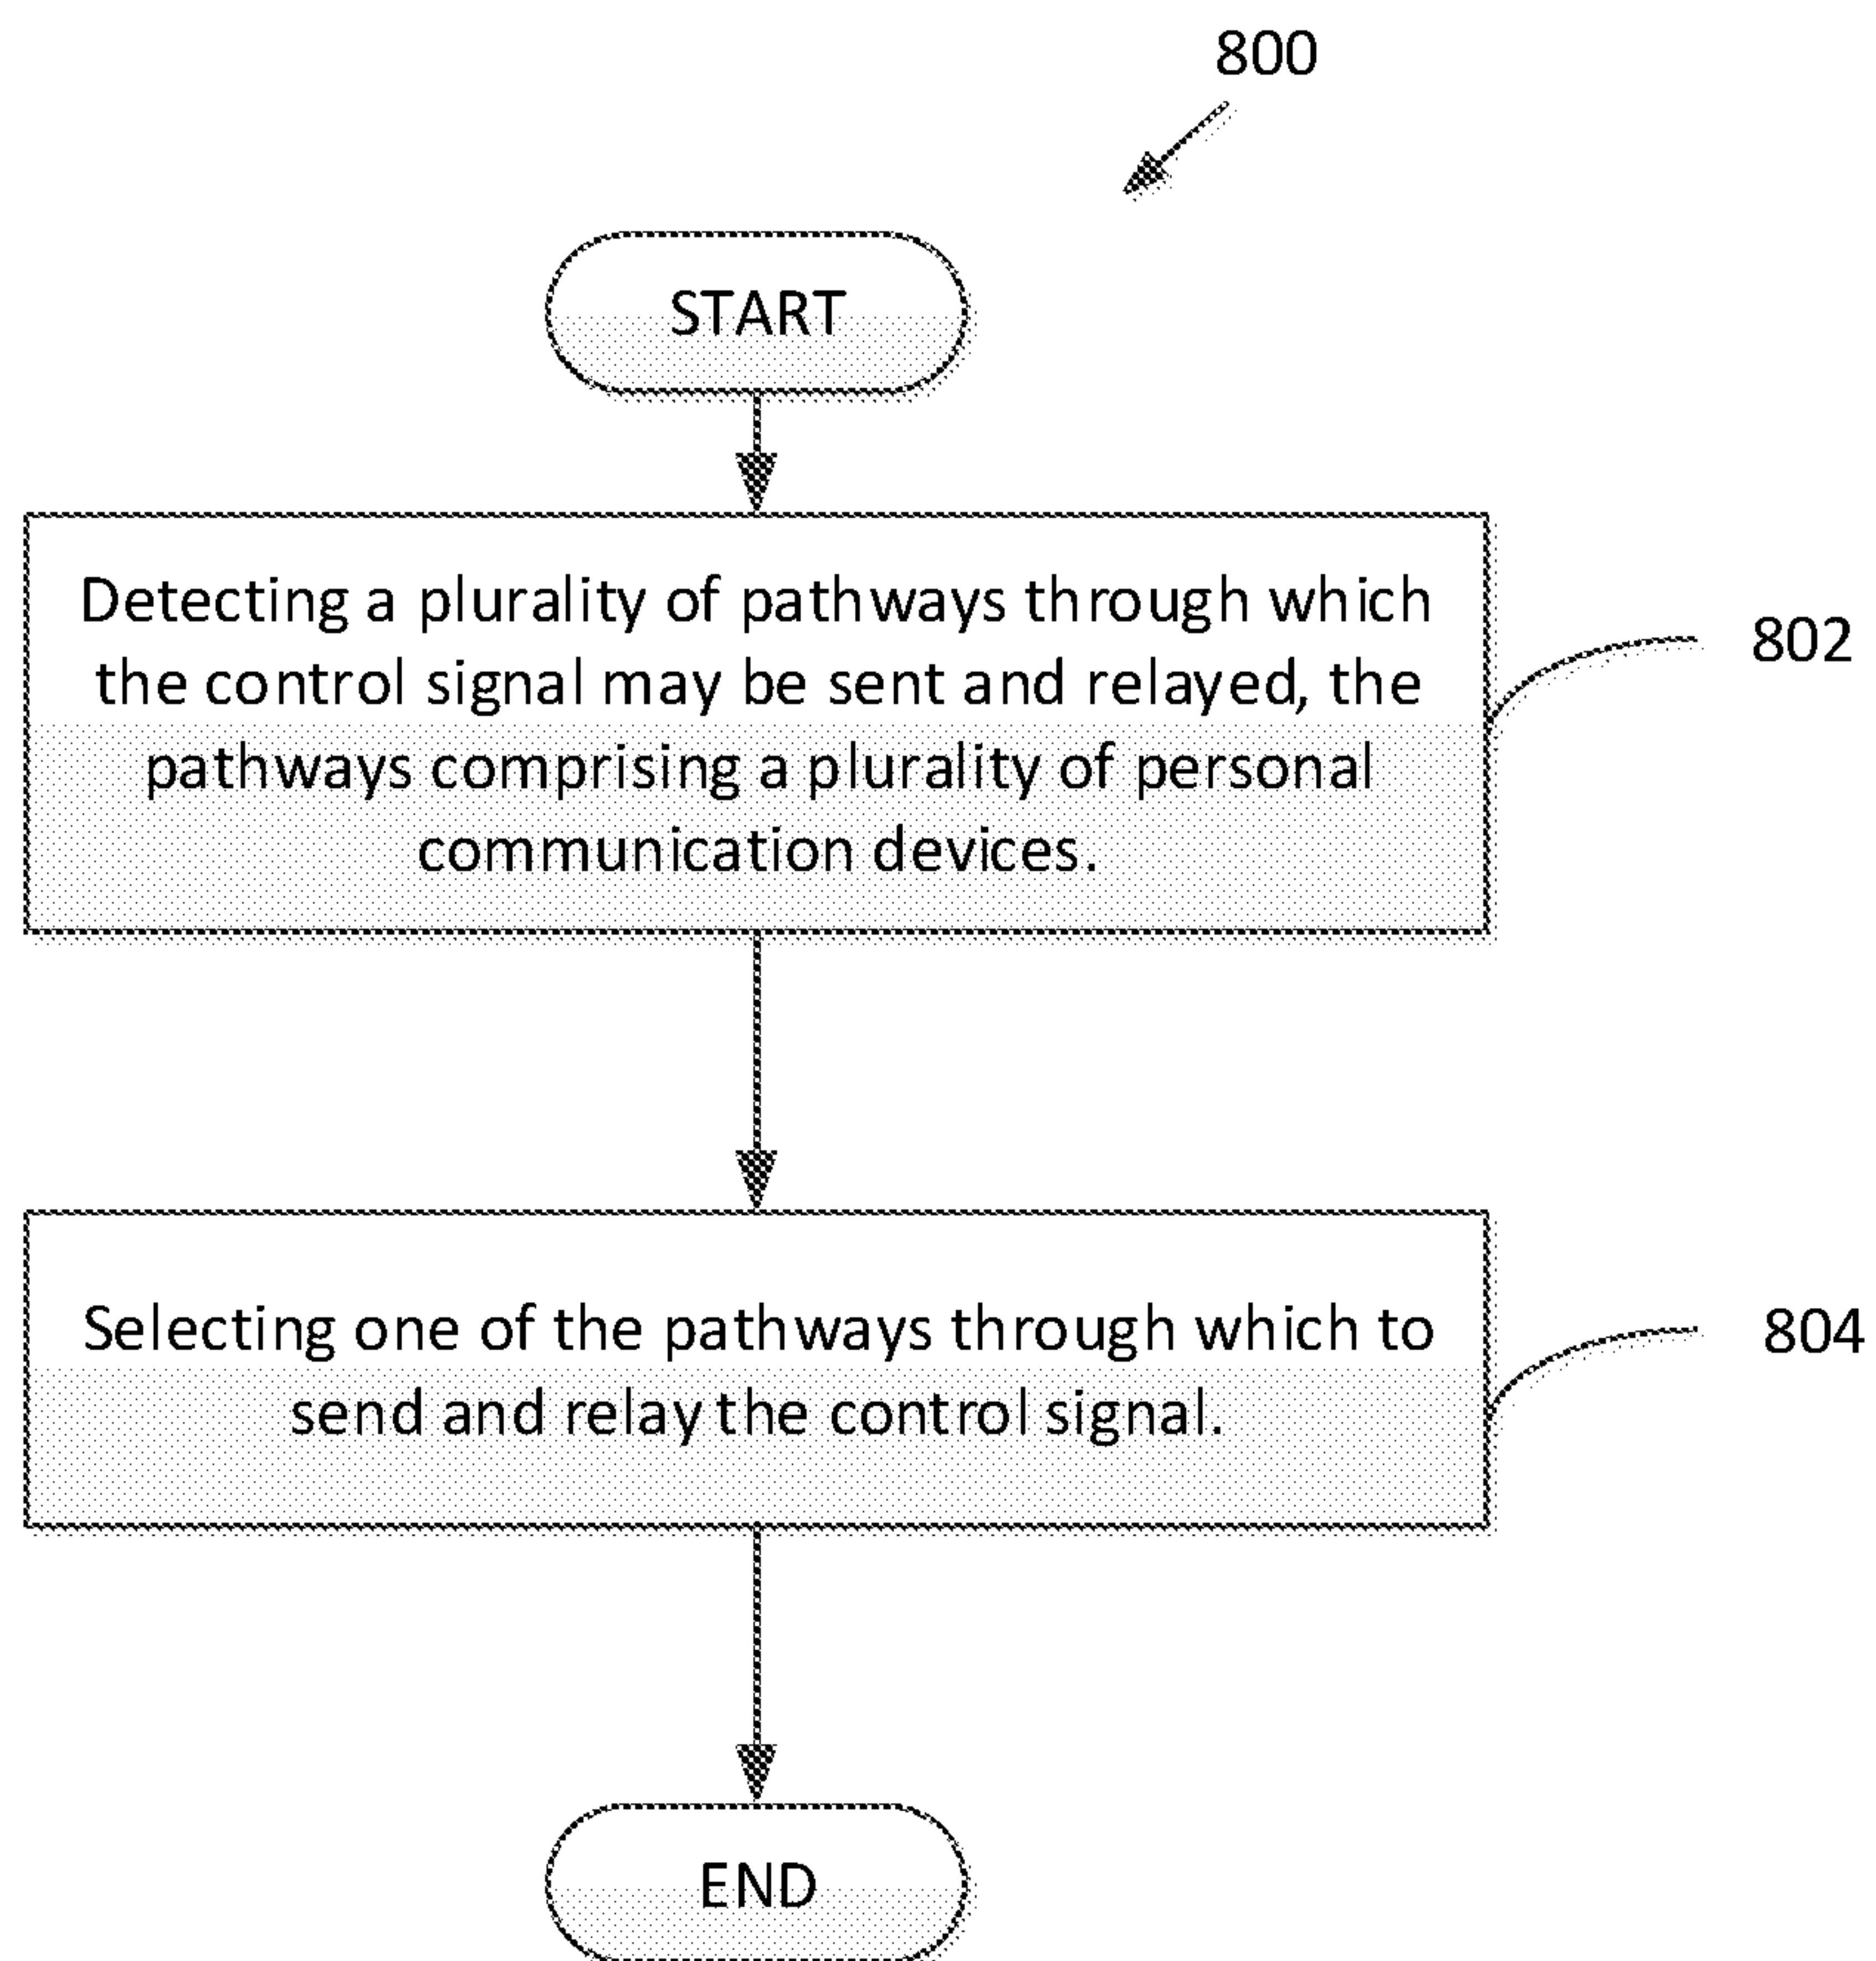 800
START
Detecting a plurality of pathways through which
the control signal may be sent and relayed, the
pathways comprising a plurality of personal
communication devices.
802
Selecting one of the pathways through which to
send and relay the control signal.
804
END